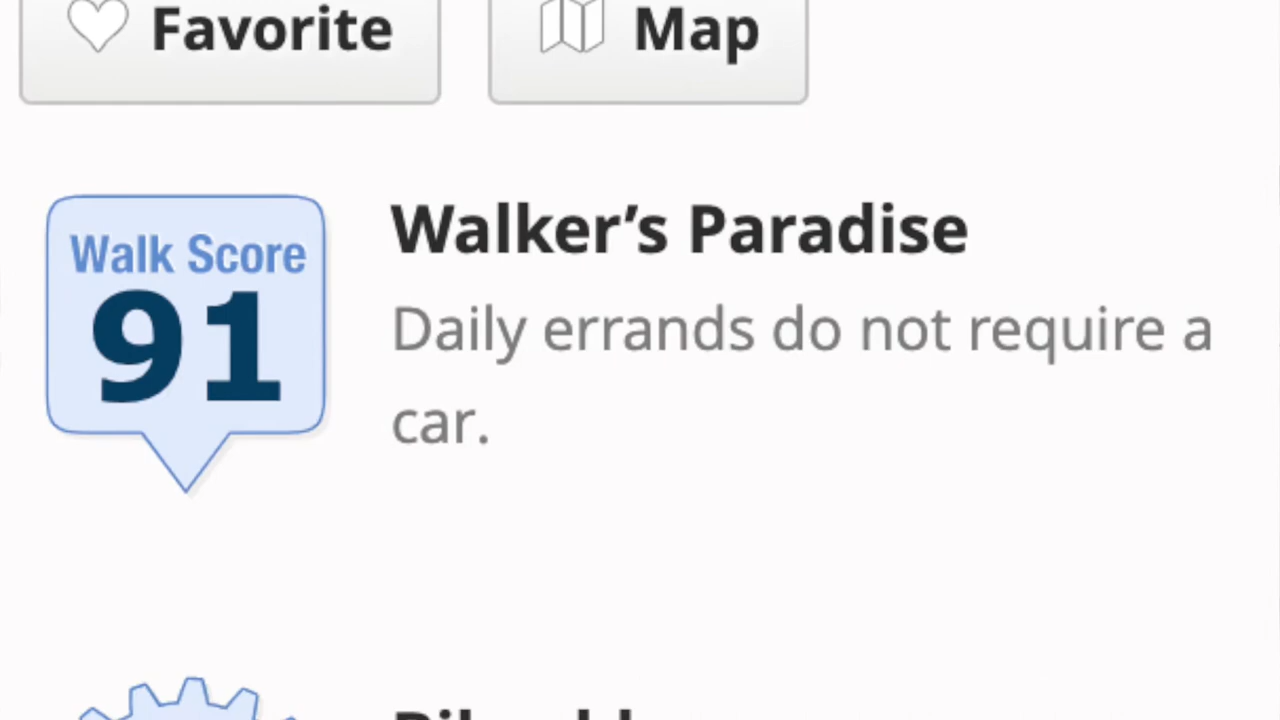 Favorite Map
Walker’s Paradise
Walk Score
91
Daily errands do not require a
car.